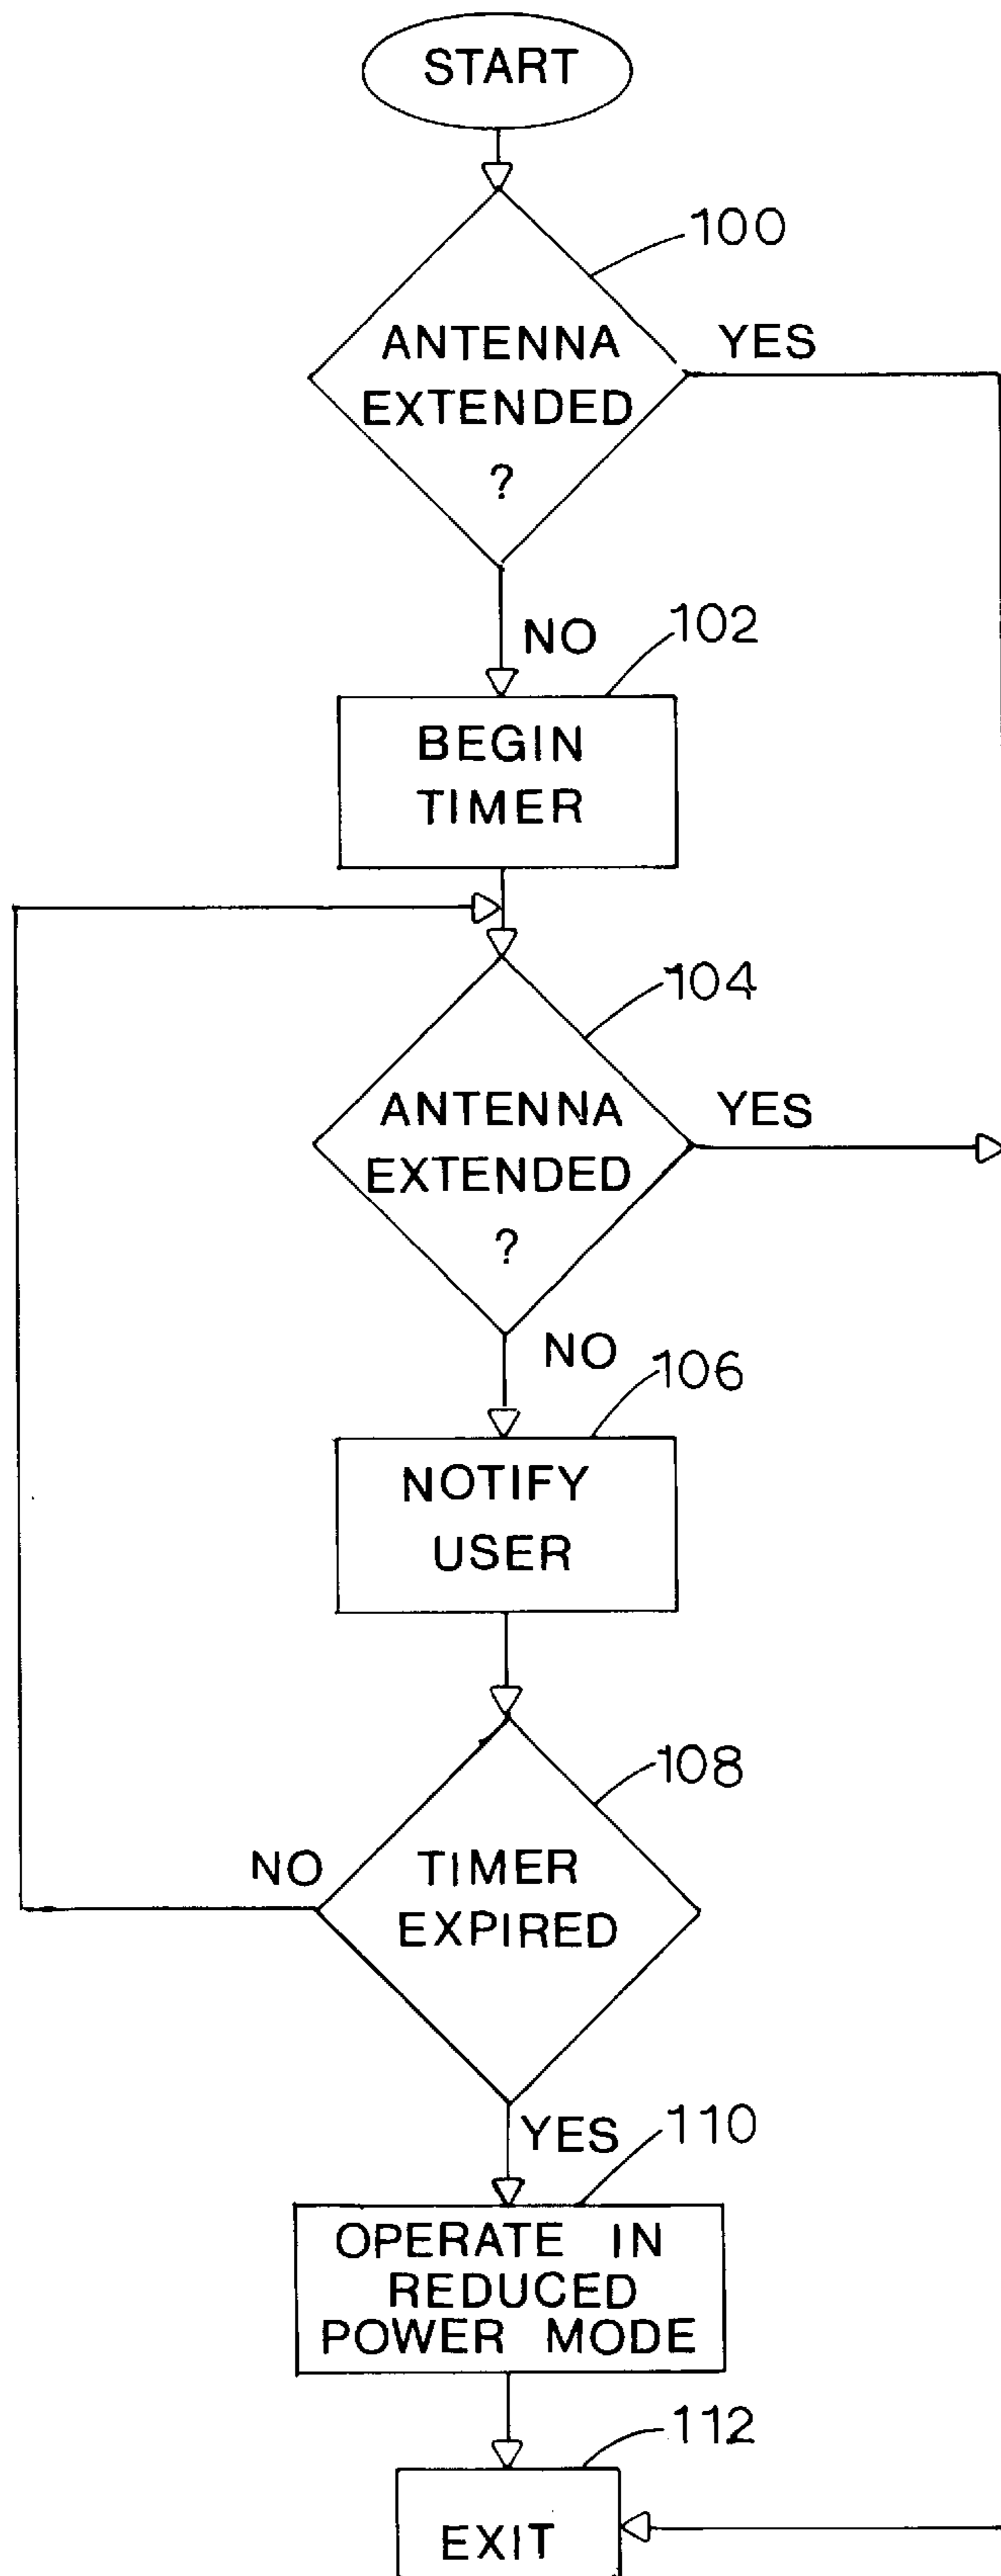 START
100
ANTENNA
EXTENDED
?
YES
NO
102
BEGIN
TIMER
104
ANTENNA
EXTENDED
?
YES
NO
106
NOTIFY
USER
108
TIMER
EXPIRED
NO
YES
110
OPERATE IN
REDUCED
POWER MODE
112
EXIT